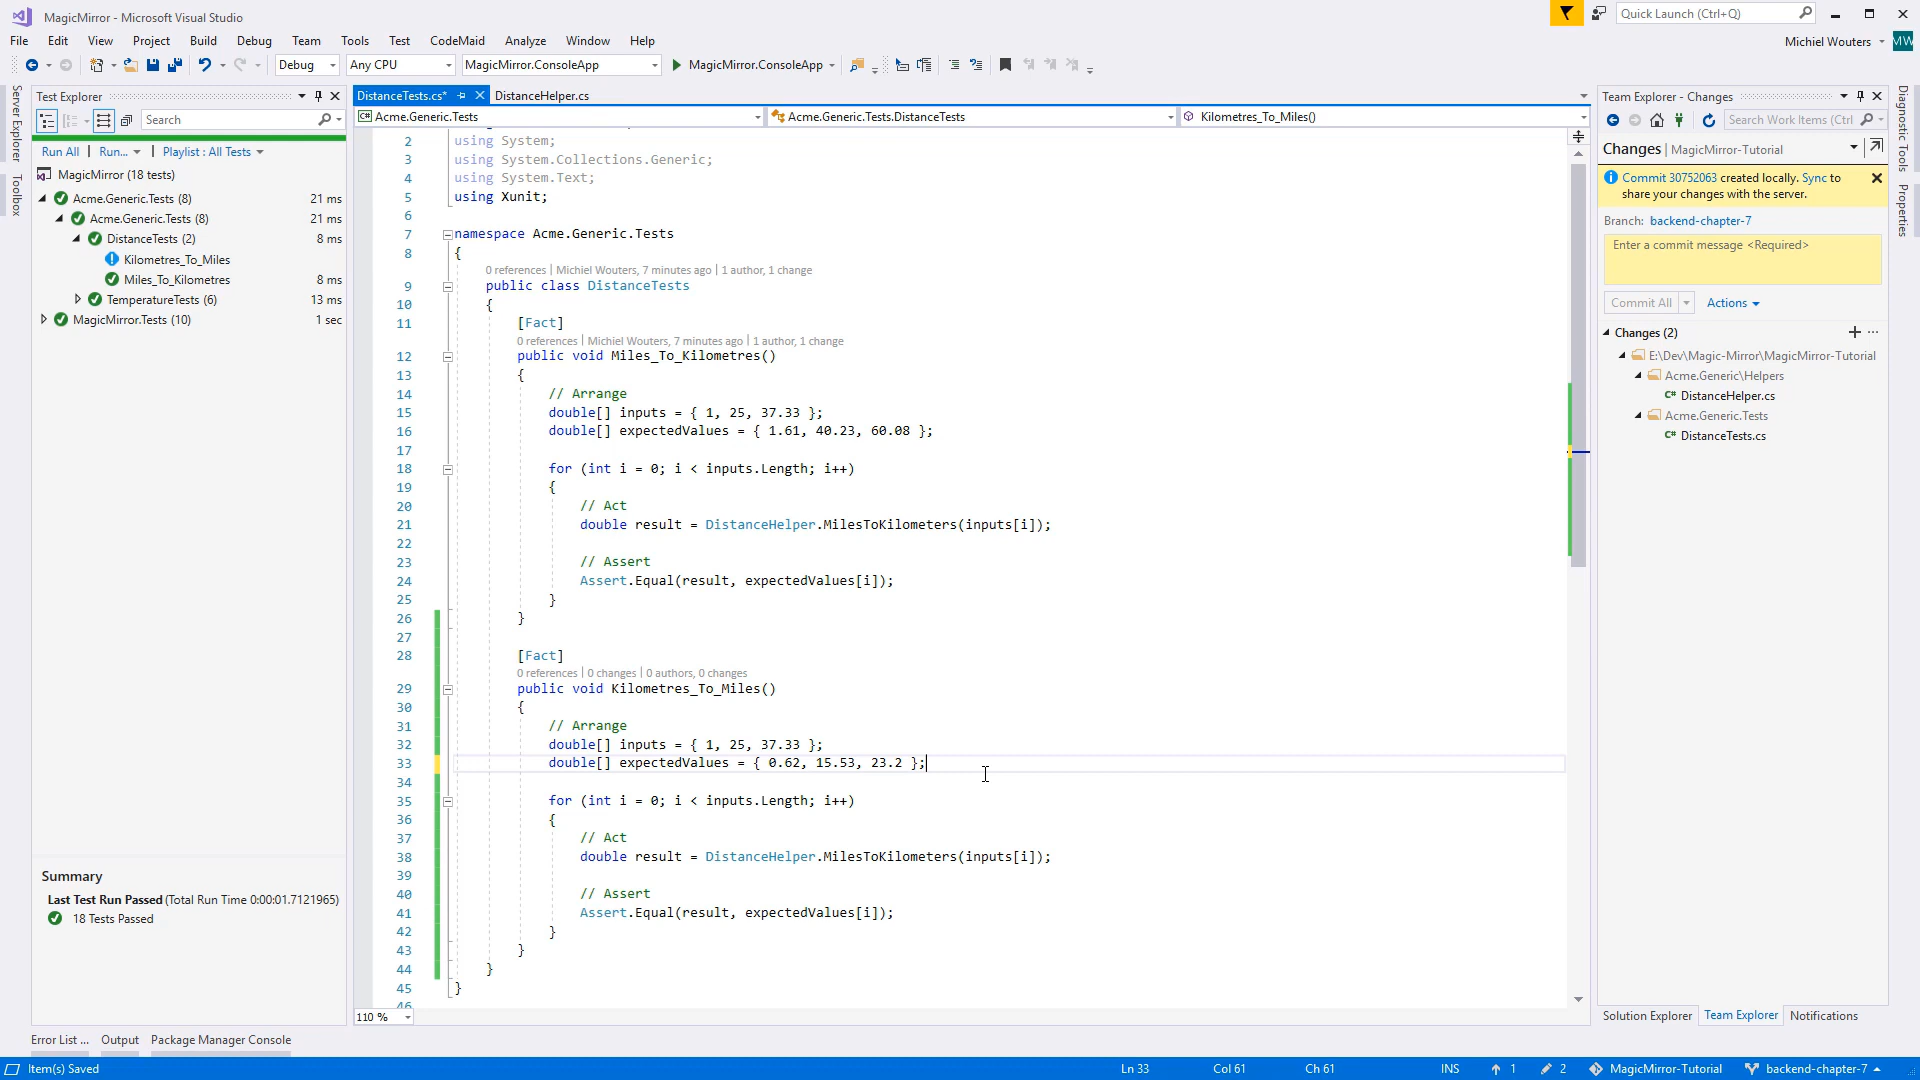 MagicMirror - Microsoft Visual Studio
Quick Launch (Ctrl+Q)
File Edit View Project Build Debug Team Tools Test CodeMaid Analyze Window Help
Michiel Wouters MW
Debug Any CPU MagicMirror.ConsoleApp MagicMirror.ConsoleApp
Server Explorer
Toolbox
Test Explorer
Search
Run All | Run... | Playlist : All Tests
MagicMirror (18 tests)
Acme.Generic.Tests (8) 21 ms
Acme.Generic.Tests (8) 21 ms
DistanceTests (2) 8 ms
Kilometres_To_Miles
Miles_To_Kilometres 8 ms
TemperatureTests (6) 13 ms
MagicMirror.Tests (10) 1 sec
Summary
Last Test Run Passed (Total Run Time 0:00:01.7121965)
18 Tests Passed
DistanceTests.cs* DistanceHelper.cs
Acme.Generic.Tests Acme.Generic.Tests.DistanceTests Kilometres_To_Miles()
2 using System;
3 using System.Collections.Generic;
4 using System.Text;
5 using Xunit;
6
7 namespace Acme.Generic.Tests
8 {
0 references | Michiel Wouters, 7 minutes ago | 1 author, 1 change
9 public class DistanceTests
10 {
11 [Fact]
0 references | Michiel Wouters, 7 minutes ago | 1 author, 1 change
12 public void Miles_To_Kilometres()
13 {
14 // Arrange
15 double[] inputs = { 1, 25, 37.33 };
16 double[] expectedValues = { 1.61, 40.23, 60.08 };
17
18 for (int i = 0; i < inputs.Length; i++)
19 {
20 // Act
21 double result = DistanceHelper.MilesToKilometers(inputs[i]);
22
23 // Assert
24 Assert.Equal(result, expectedValues[i]);
25 }
26 }
27
28 [Fact]
0 references | 0 changes | 0 authors, 0 changes
29 public void Kilometres_To_Miles()
30 {
31 // Arrange
32 double[] inputs = { 1, 25, 37.33 };
33 double[] expectedValues = { 0.62, 15.53, 23.2 };
34
35 for (int i = 0; i < inputs.Length; i++)
36 {
37 // Act
38 double result = DistanceHelper.MilesToKilometers(inputs[i]);
39
40 // Assert
41 Assert.Equal(result, expectedValues[i]);
42 }
43 }
44 }
45 }
46
110 %
Team Explorer - Changes
Search Work Items (Ctrl
Changes | MagicMirror-Tutorial
Commit 30752063 created locally. Sync to
share your changes with the server.
Branch: backend-chapter-7
Enter a commit message <Required>
Commit All Actions
Changes (2)
E:\Dev\Magic-Mirror\MagicMirror-Tutorial
Acme.Generic\Helpers
C# DistanceHelper.cs
Acme.Generic.Tests
C# DistanceTests.cs
Solution Explorer Team Explorer Notifications
Diagnostic Tools
Properties
Error List ... Output Package Manager Console
Item(s) Saved Ln 33 Col 61 Ch 61 INS 1 2 MagicMirror-Tutorial backend-chapter-7